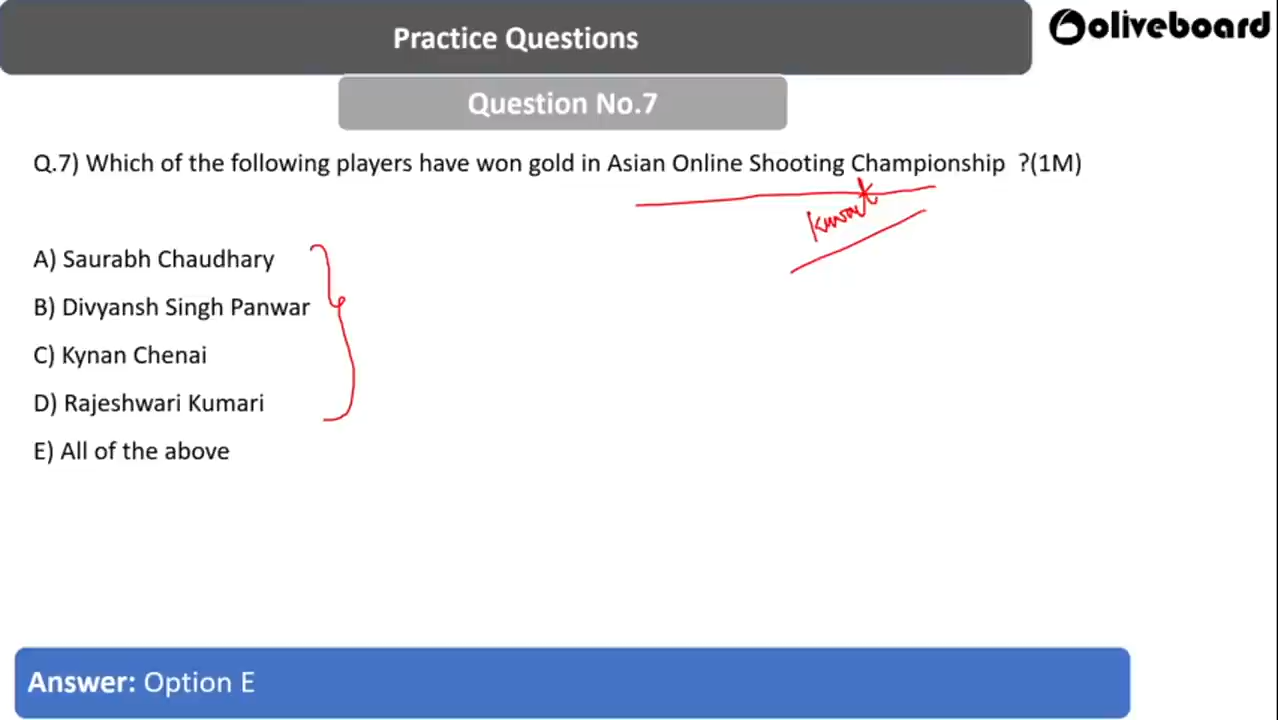 Practice Questions
oliveboard
Question No.7
Q.7) Which of the following players have won gold in Asian Online Shooting Championship ?(1M)
Kuwait
A) Saurabh Chaudhary
B) Divyansh Singh Panwar
C) Kynan Chenai
D) Rajeshwari Kumari
E) All of the above
Answer: Option E